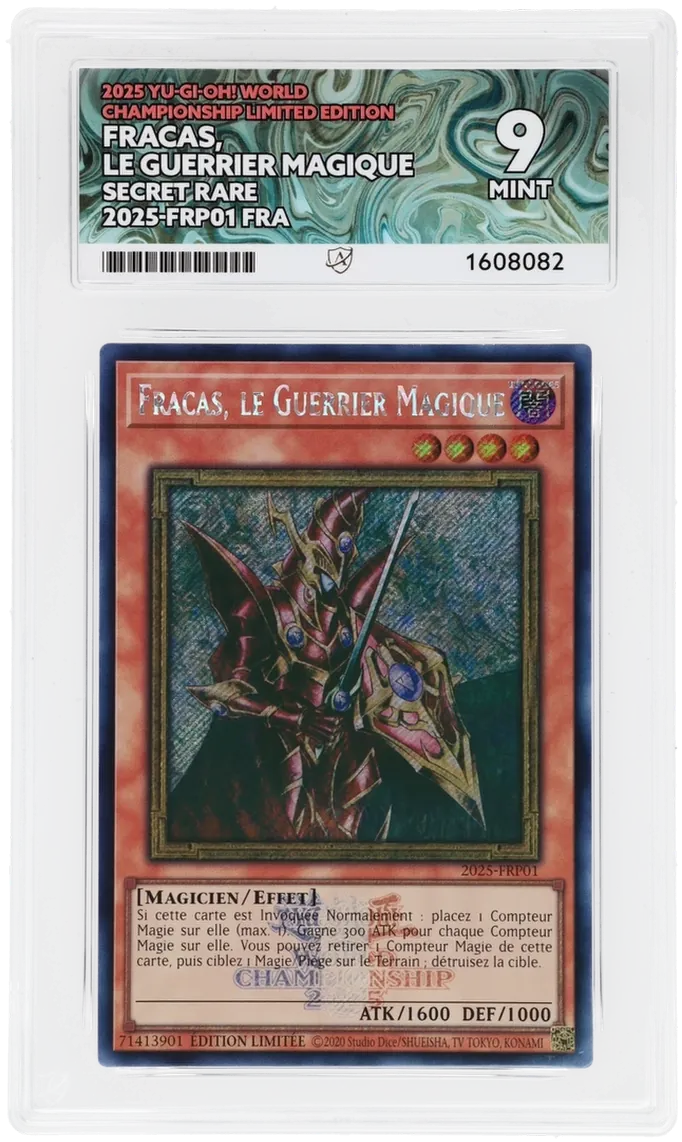 2025 YU-GI-OH! WORLD
CHAMPIONSHIP LIMITED EDITION
FRACAS,
LE GUERRIER MAGIQUE
SECRET RARE
2025-FRP01 FRA
9
MINT
1608082
FRACAS, LE GUERRIER MAGIQUE
闇
2025-FRP01
[MAGICIEN/EFFET]
Si cette carte est Invoquée Normalement : placez 1 Compteur
Magie sur elle (max. 1). Gagne 300 ATK pour chaque Compteur
Magie sur elle. Vous pouvez retirer 1 Compteur Magie de cette
carte, puis ciblez 1 Magie/Piège sur le Terrain ; détruisez la cible.
ATK/1600 DEF/1000
71413901 ÉDITION LIMITÉE ©2020 Studio Dice/SHUEISHA, TV TOKYO, KONAMI